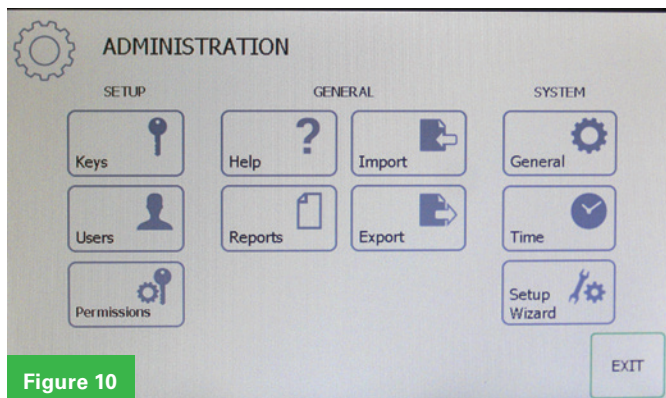 ADMINISTRATION
SETUP
GENERAL
SYSTEM
Keys
Help
Import
General
Users
Reports
Export
Time
Permissions
Setup
Wizard
EXIT
Figure 10